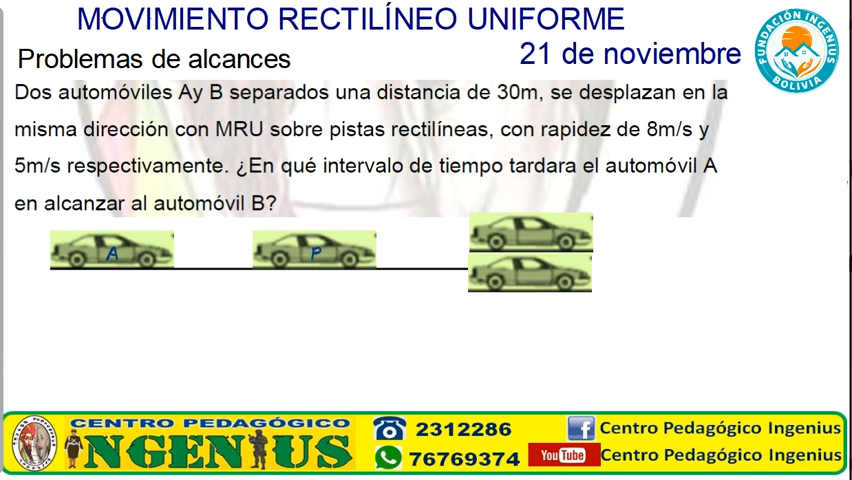 MOVIMIENTO RECTILÍNEO UNIFORME
Problemas de alcances
21 de noviembre
FUNDACIÓN INGENIUS
BOLIVIA
Dos automóviles Ay B separados una distancia de 30m, se desplazan en la
misma dirección con MRU sobre pistas rectilíneas, con rapidez de 8m/s y
5m/s respectivamente. ¿En qué intervalo de tiempo tardara el automóvil A
en alcanzar al automóvil B?
A
P
CENTRO PEDAGÓGICO
INGENIUS
2312286
76769374
Centro Pedagógico Ingenius
YouTube Centro Pedagógico Ingenius